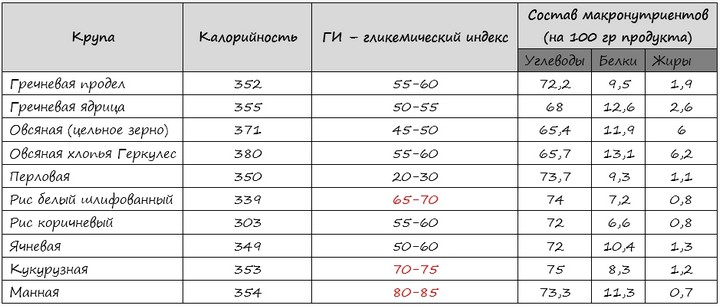 Крупа Калорийность ГИ – гликемический индекс Состав макронутриентов
(на 100 гр продукта)
Углеводы Белки Жиры
Гречневая продел 352 55-60 72,2 9,5 1,9
Гречневая ядрица 355 50-55 68 12,6 2,6
Овсяная (цельное зерно) 371 45-50 65,4 11,9 6
Овсяная хлопья Геркулес 380 55-60 65,7 13,1 6,2
Перловая 350 20-30 73,7 9,3 1,1
Рис белый шлифованный 339 65-70 74 7,2 0,8
Рис коричневый 303 55-60 72 6,6 0,8
Ячневая 349 50-60 72 10,4 1,3
Кукурузная 353 70-75 75 8,3 1,2
Манная 354 80-85 73,3 11,3 0,7